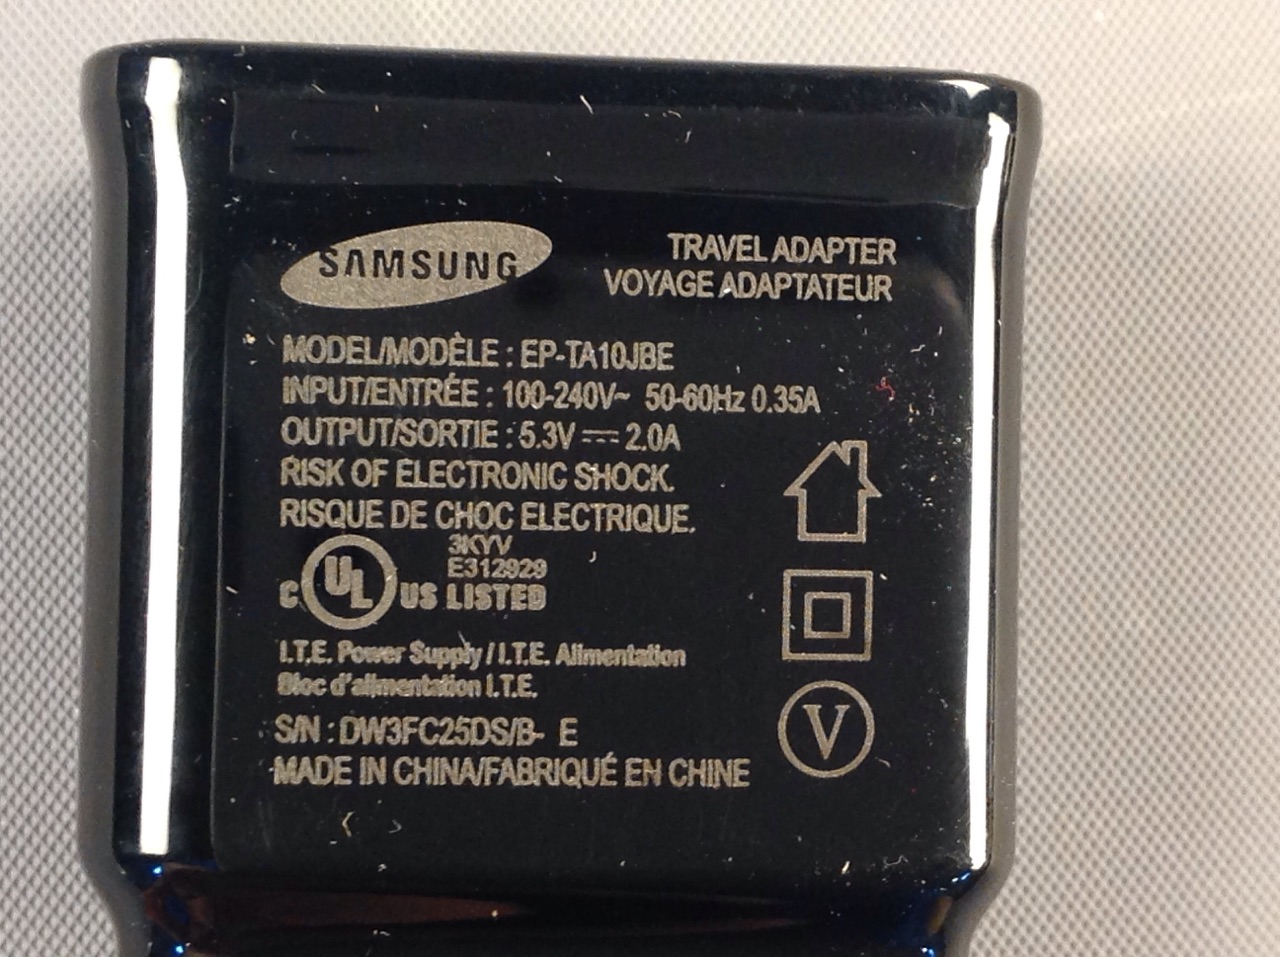 SAMSUNG
TRAVEL ADAPTER
VOYAGE ADAPTATEUR
MODEL/MODÈLE : EP-TA10JBE
INPUT/ENTRÉE : 100-240V~ 50-60Hz 0.35A
OUTPUT/SORTIE : 5.3V ⎓ 2.0A
RISK OF ELECTRONIC SHOCK.
RISQUE DE CHOC ELECTRIQUE.
3KYV
E312929
C UL US LISTED
I.T.E. Power Supply / I.T.E. Alimentation
Bloc d'alimentation I.T.E.
S/N : DW3FC25DS/B- E
MADE IN CHINA/FABRIQUÉ EN CHINE
V